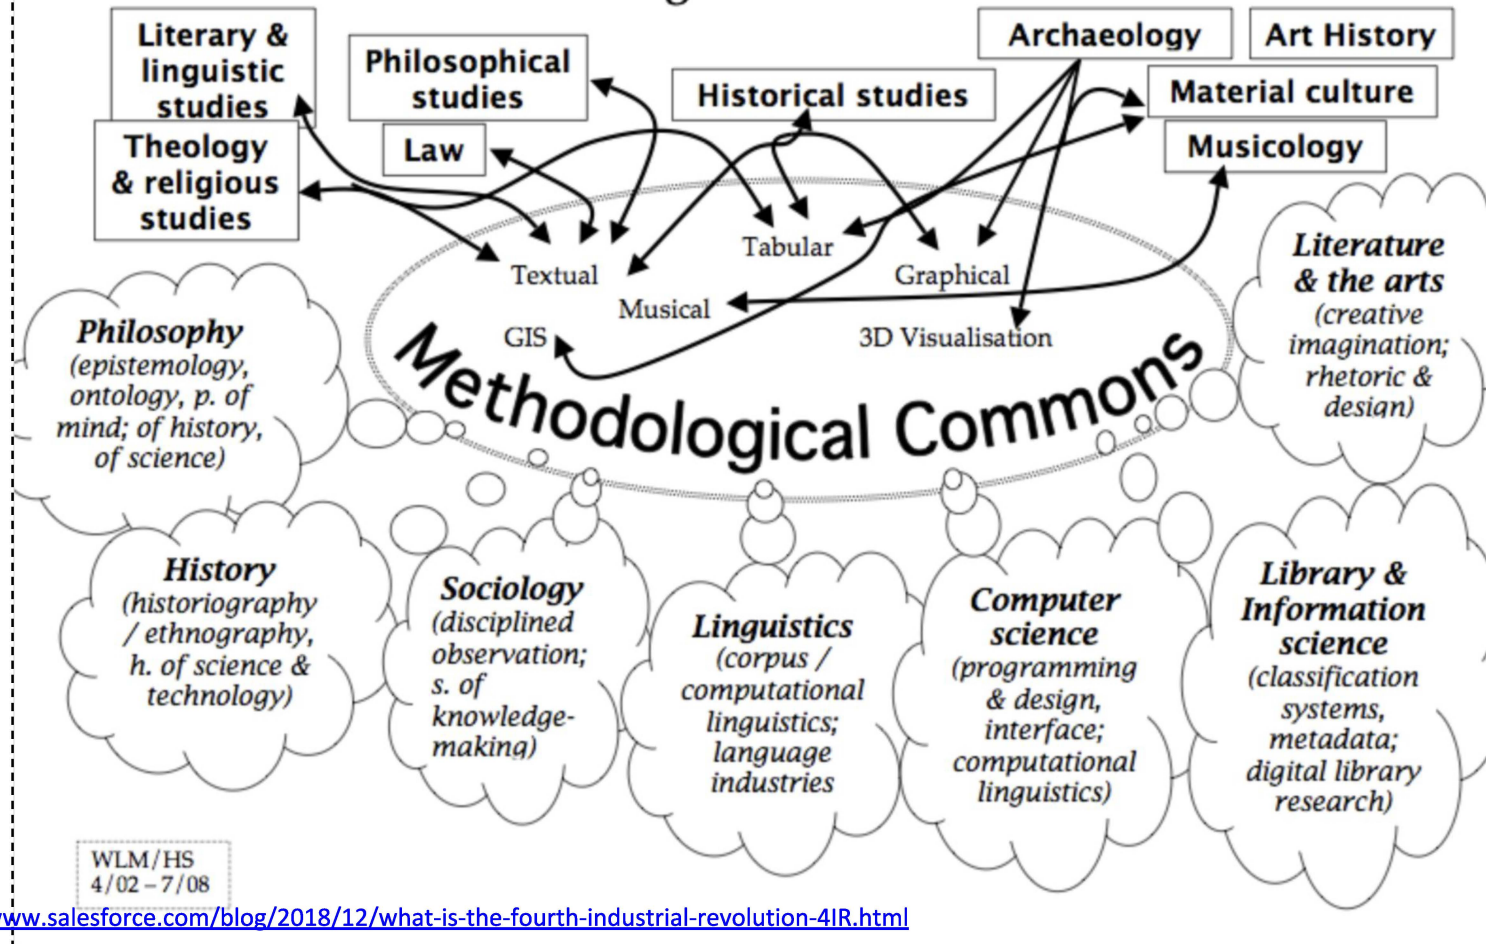 Literary &
linguistic
studies
Philosophical
studies
Historical studies
Archaeology
Art History
Material culture
Musicology
Theology
& religious
studies
Law
Textual
Tabular
Graphical
Musical
GIS
3D Visualisation
Methodological Commons
Philosophy
(epistemology,
ontology, p. of
mind; of history,
of science)
Literature
& the arts
(creative
imagination;
rhetoric &
design)
History
(historiography
/ ethnography,
h. of science &
technology)
Sociology
(disciplined
observation;
s. of
knowledge-
making)
Linguistics
(corpus /
computational
linguistics;
language
industries
Computer
science
(programming
& design,
interface;
computational
linguistics)
Library &
Information
science
(classification
systems,
metadata;
digital library
research)
WLM/HS
4/02 – 7/08
www.salesforce.com/blog/2018/12/what-is-the-fourth-industrial-revolution-4IR.html